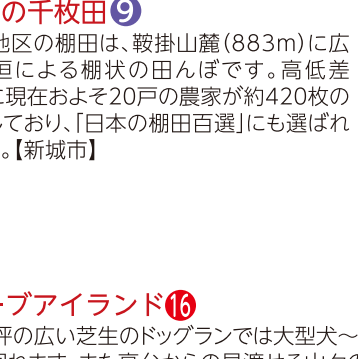 の千枚田❾
地区の棚田は、鞍掛山麓（883m）に広
垣による棚状の田んぼです。高低差
に現在およそ20戸の農家が約420枚の
ており、「日本の棚田百選」にも選ばれ
。【新城市】
ーブアイランド⓰
坪の広い芝生のドッグランでは大型犬～